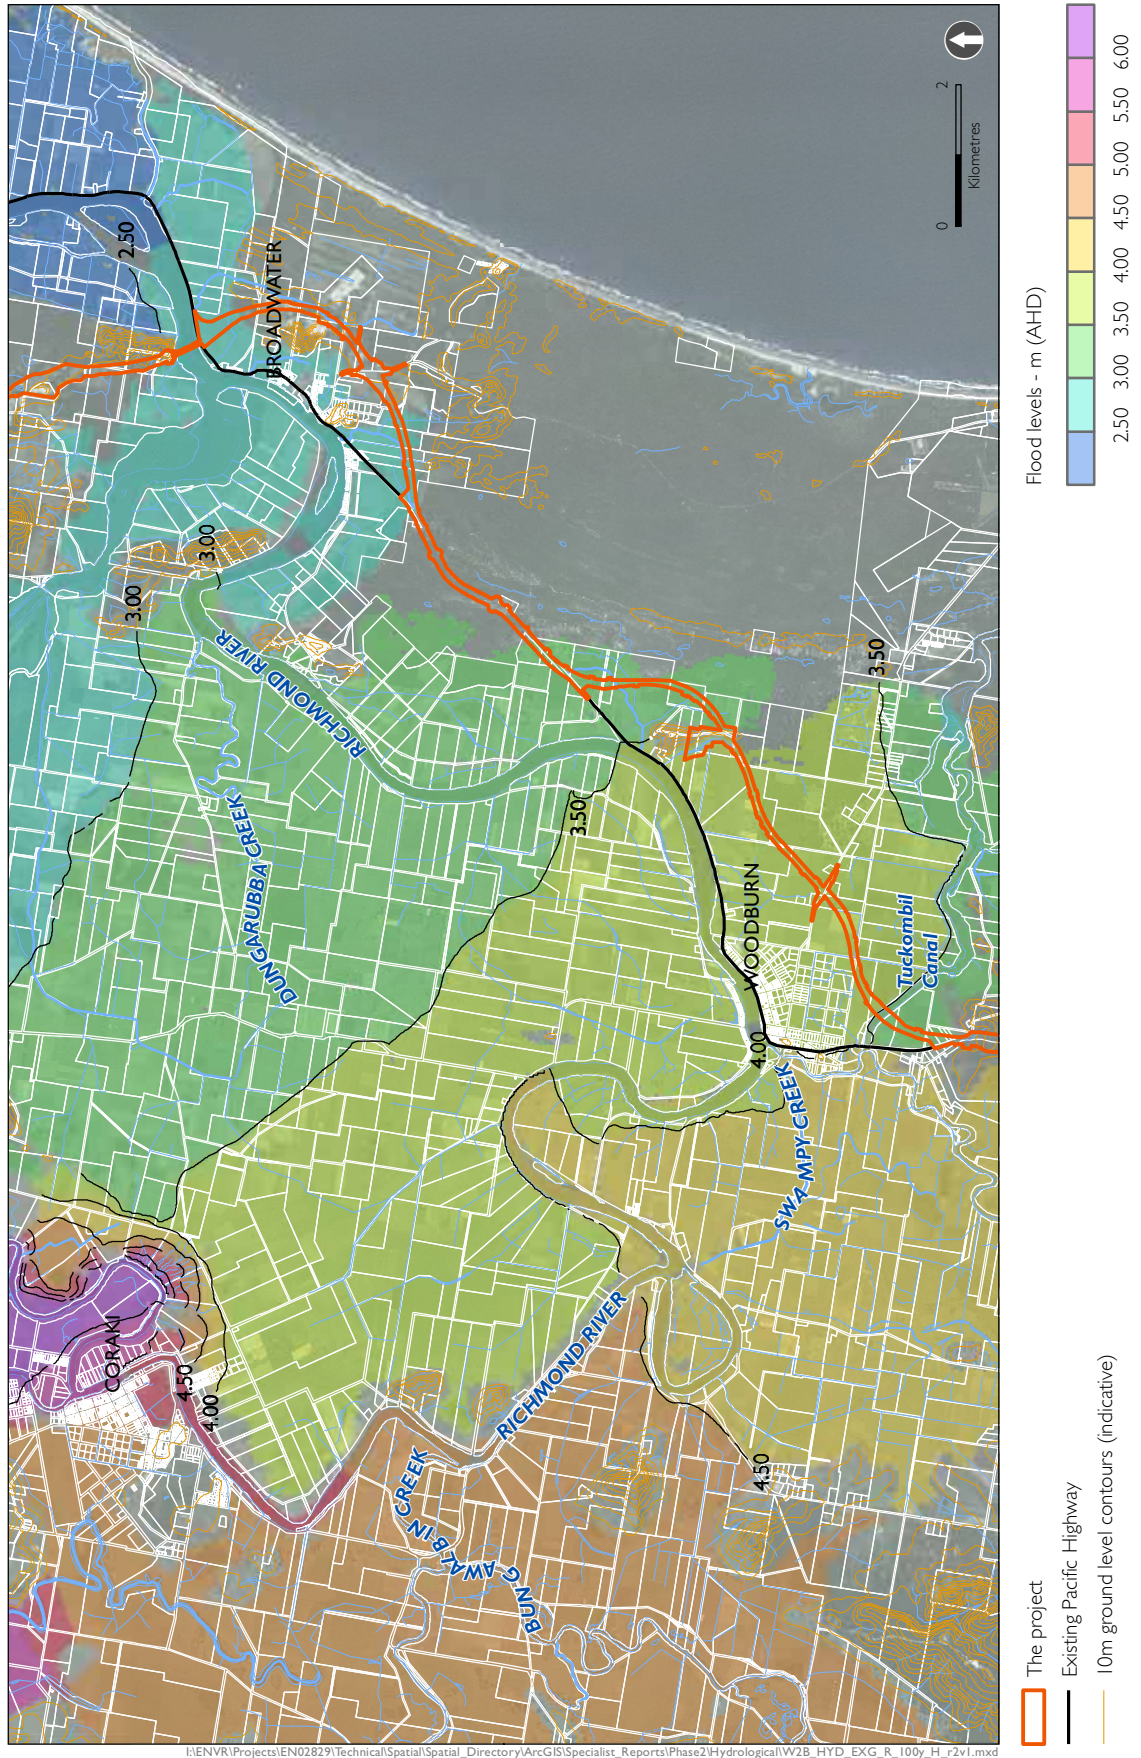 2.50
BROADWATER
3.00
3.00
RICHMOND RIVER
DUNGARUBBA CREEK
3.50
3.50
WOODBURN
Tuckombil
Canal
4.00
SWAMPY CREEK
CORAKI
4.50
4.00
RICHMOND RIVER
BUNGAWALBIN CREEK
4.50
0 2
Kilometres
Flood levels - m (AHD)
2.50 3.00 3.50 4.00 4.50 5.00 5.50 6.00
The project
Existing Pacific Highway
10m ground level contours (indicative)
I:\ENVR\Projects\EN02829\Technical\Spatial\Spatial_Directory\ArcGIS\Specialist_Reports\Phase2\Hydrological\W2B_HYD_EXG_R_100y_H_r2v1.mxd